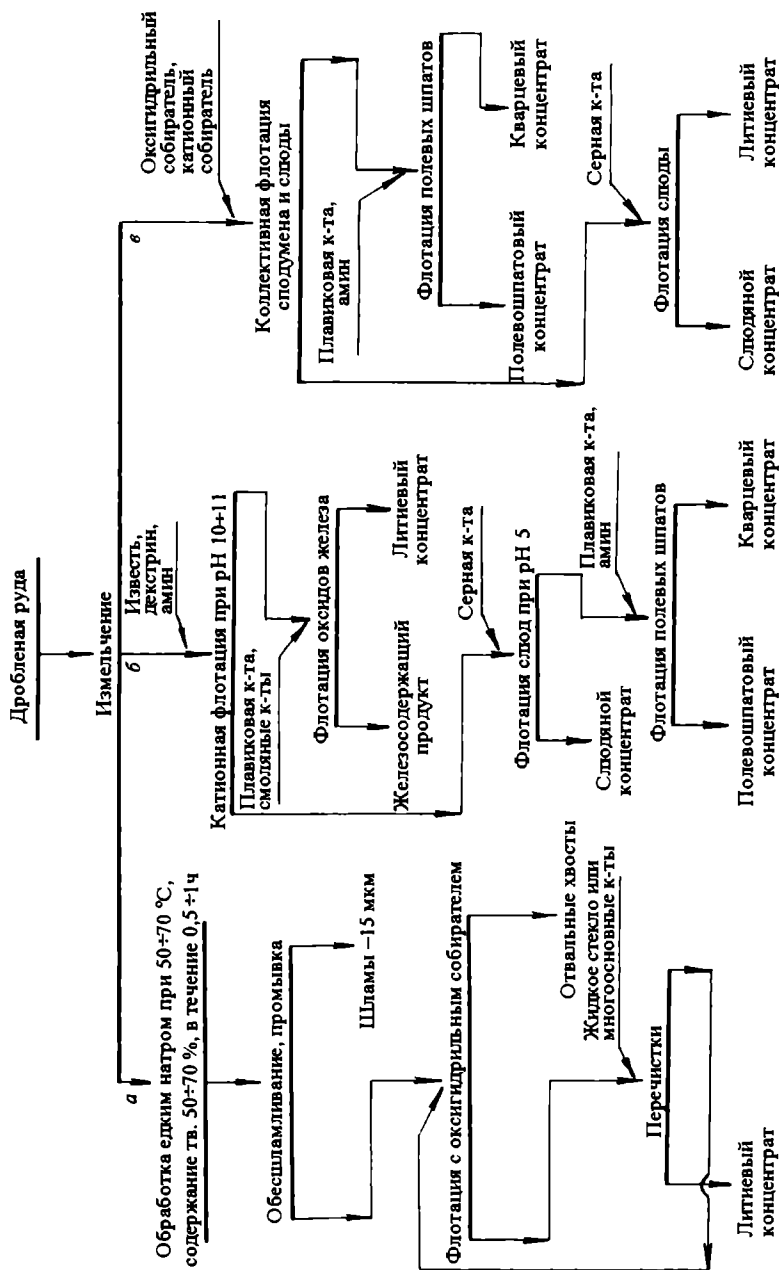 Дробленая руда
Измельчение
а
Обработка едким натром при 50÷70 °С,
содержание тв. 50÷70 %, в течение 0,5÷1ч
Обесшламливание, промывка
Шламы −15 мкм
Флотация с оксигидрильным собирателем
Отвальные хвосты
Жидкое стекло или
многоосновные к-ты
Перечистки
Литиевый
концентрат
б
Известь,
декстрин,
амин
Катионная флотация при pH 10÷11
Плавиковая к-та,
смоляные к-ты
Флотация оксидов железа
Железосодержащий
продукт
Литиевый
концентрат
Серная к-та
Флотация слюд при pH 5
Слюдяной
концентрат
Плавиковая к-та,
амин
Флотация полевых шпатов
Полевошпатовый
концентрат
Кварцевый
концентрат
в
Оксигидрильный
собиратель,
катионный
собиратель
Коллективная флотация
сподумена и слюды
Плавиковая к-та,
амин
Флотация полевых шпатов
Полевошпатовый
концентрат
Кварцевый
концентрат
Серная к-та
Флотация слюды
Слюдяной
концентрат
Литиевый
концентрат